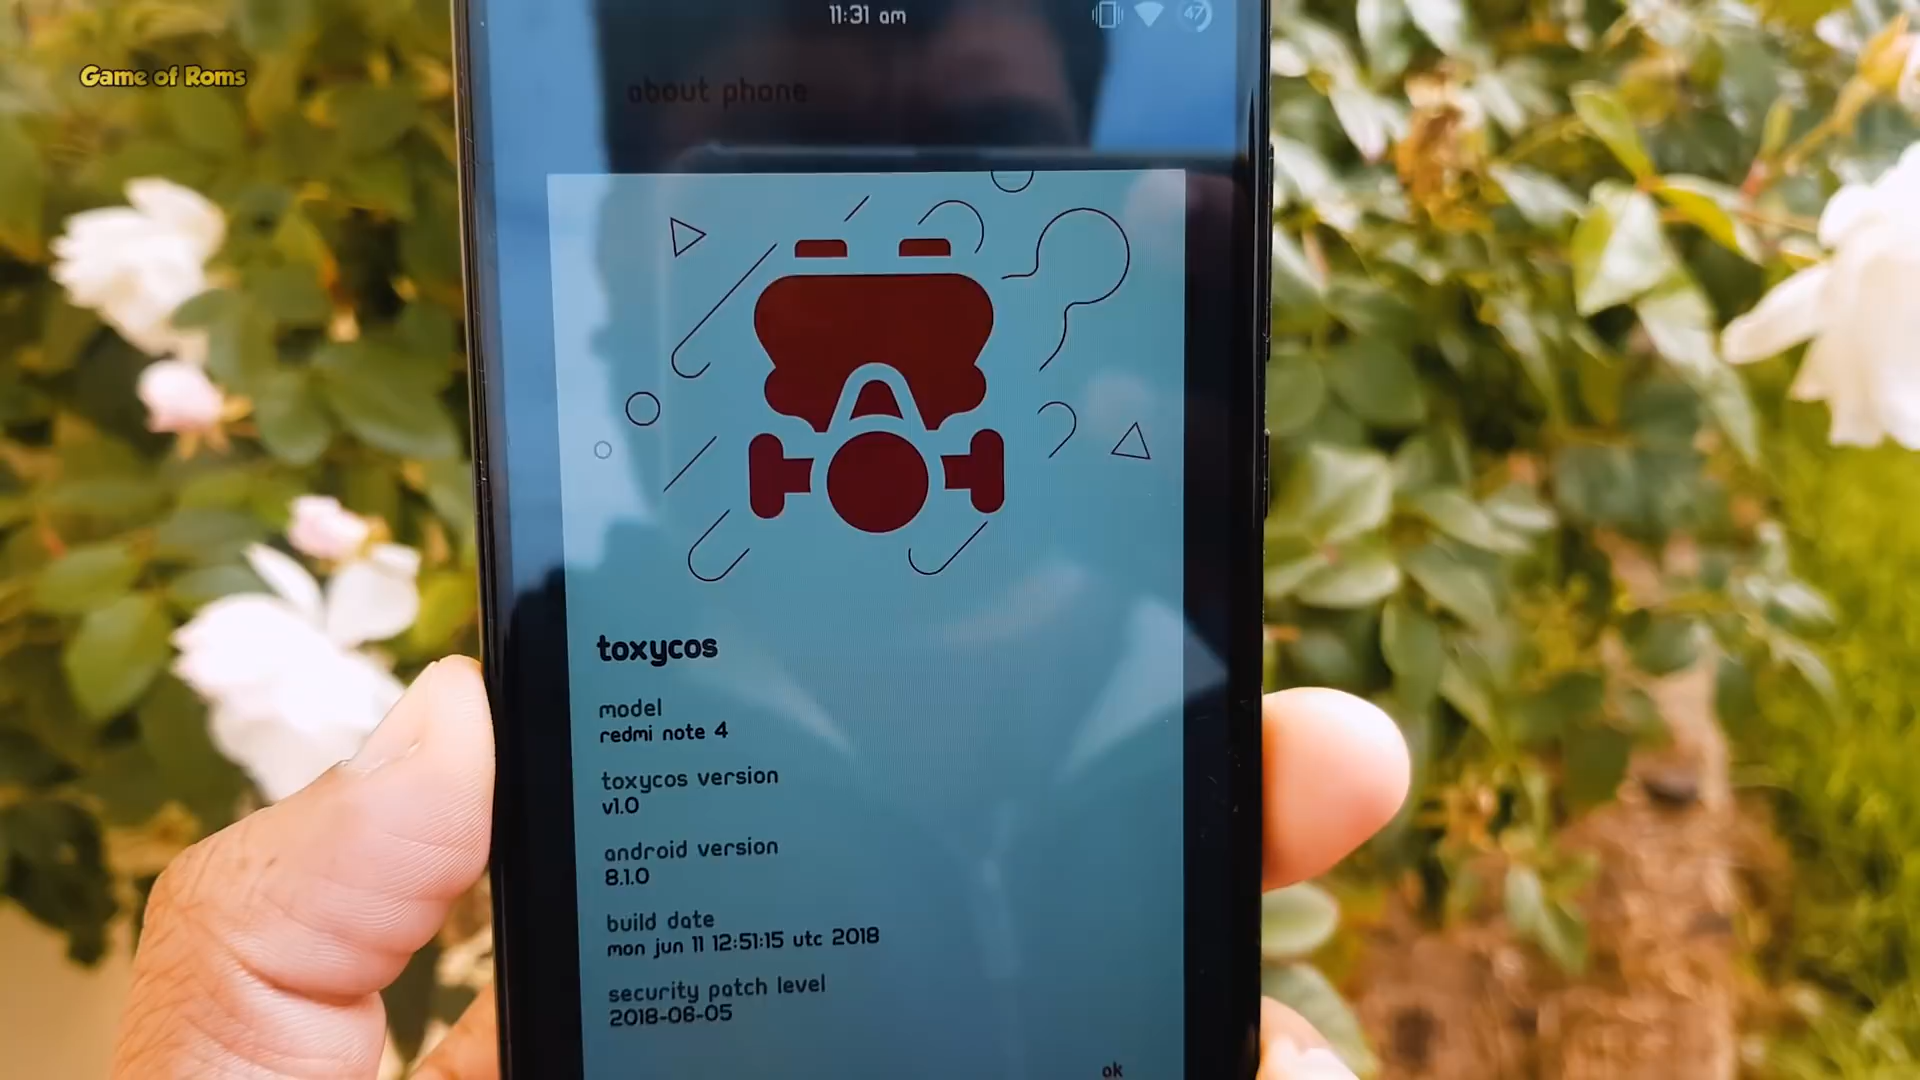 11:31 am
47
Game of Roms
about phone
toxycos
model
redmi note 4
toxycos version
v1.0
android version
8.1.0
build date
mon jun 11 12:51:15 utc 2018
security patch level
2018-06-05
ok